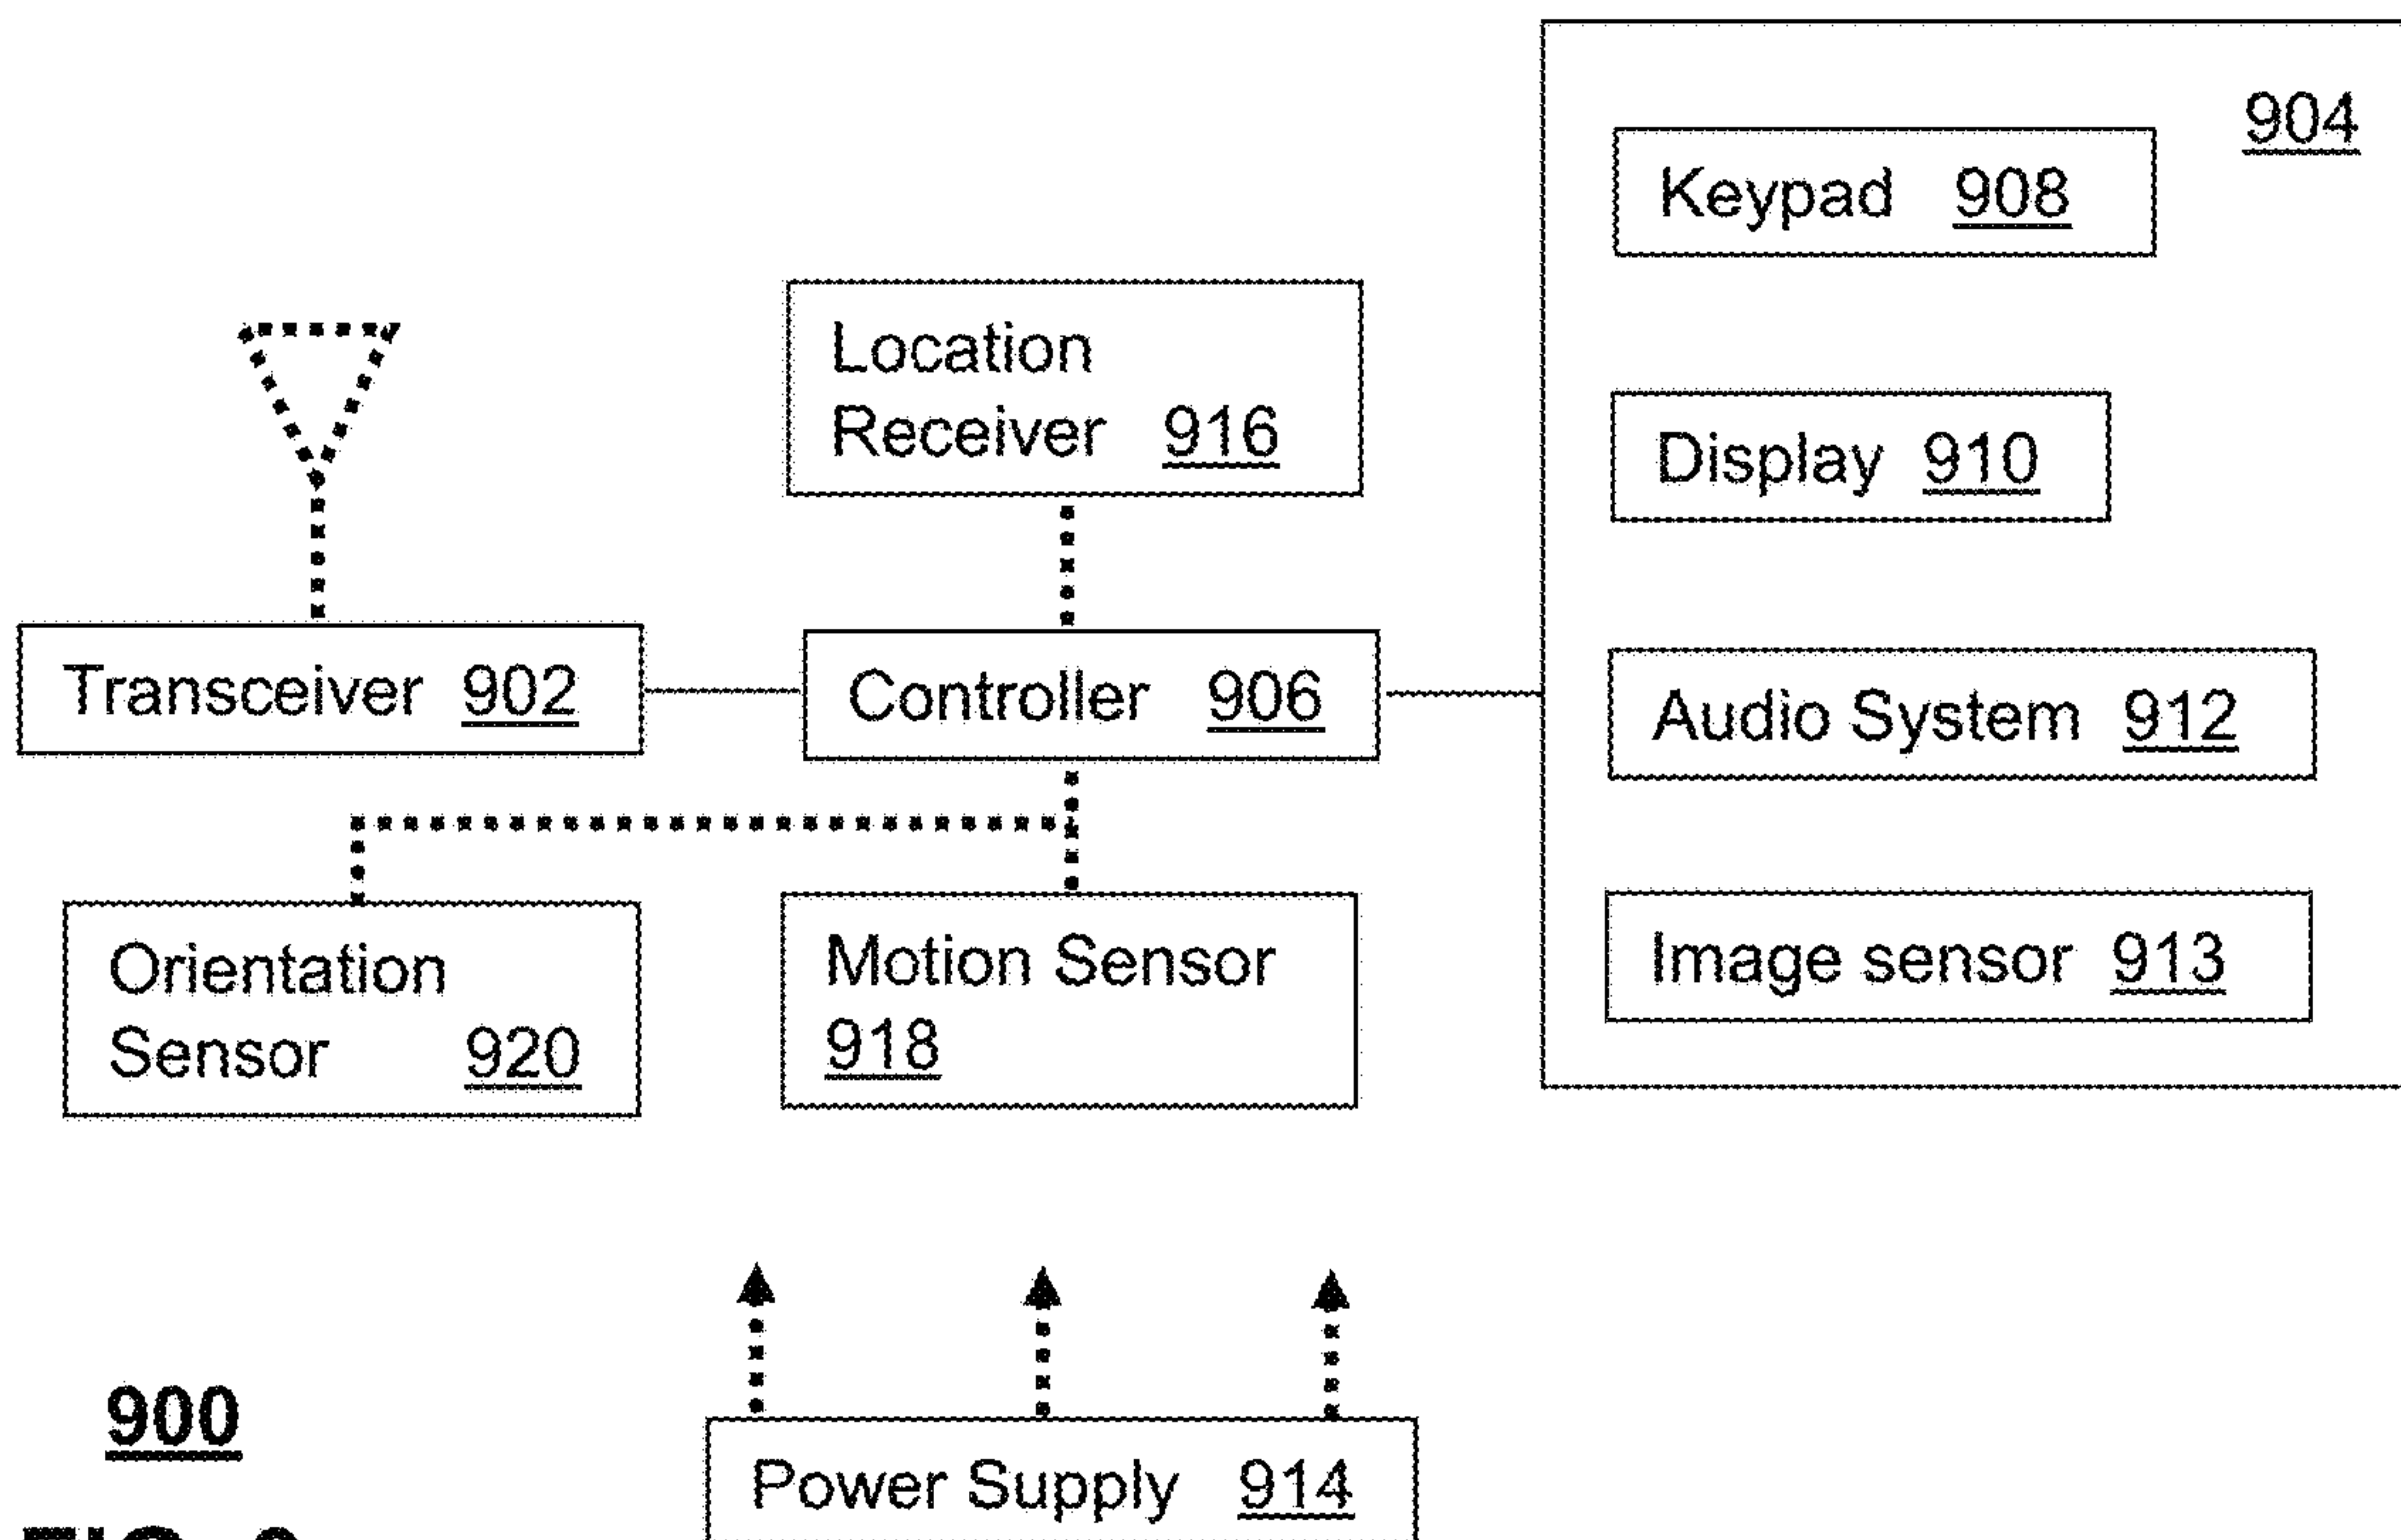 904
Keypad 908
Location
Receiver 916
Display 910
Transceiver 902
Controller 906
Audio System 912
Orientation
Sensor 920
Motion Sensor
918
Image sensor 913
900
Power Supply 914